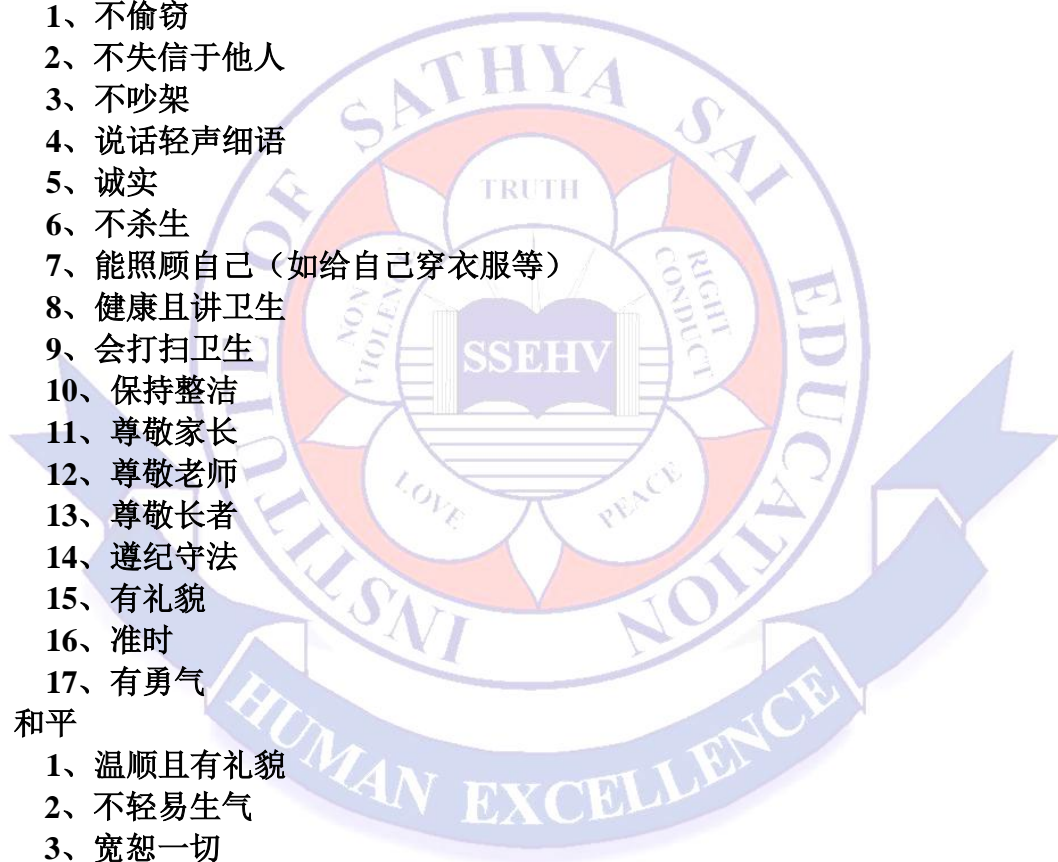 1、不偷窃
2、不失信于他人
3、不吵架
4、说话轻声细语
5、诚实
6、不杀生
7、能照顾自己（如给自己穿衣服等）
8、健康且讲卫生
9、会打扫卫生
10、保持整洁
11、尊敬家长
12、尊敬老师
13、尊敬长者
14、遵纪守法
15、有礼貌
16、准时
17、有勇气
和平
1、温顺且有礼貌
2、不轻易生气
3、宽恕一切
INSTITUTE OF SATHYA SAI EDUCATION
TRUTH
RIGHT CONDUCT
PEACE
LOVE
NON VIOLENCE
SSEHV
HUMAN EXCELLENCE